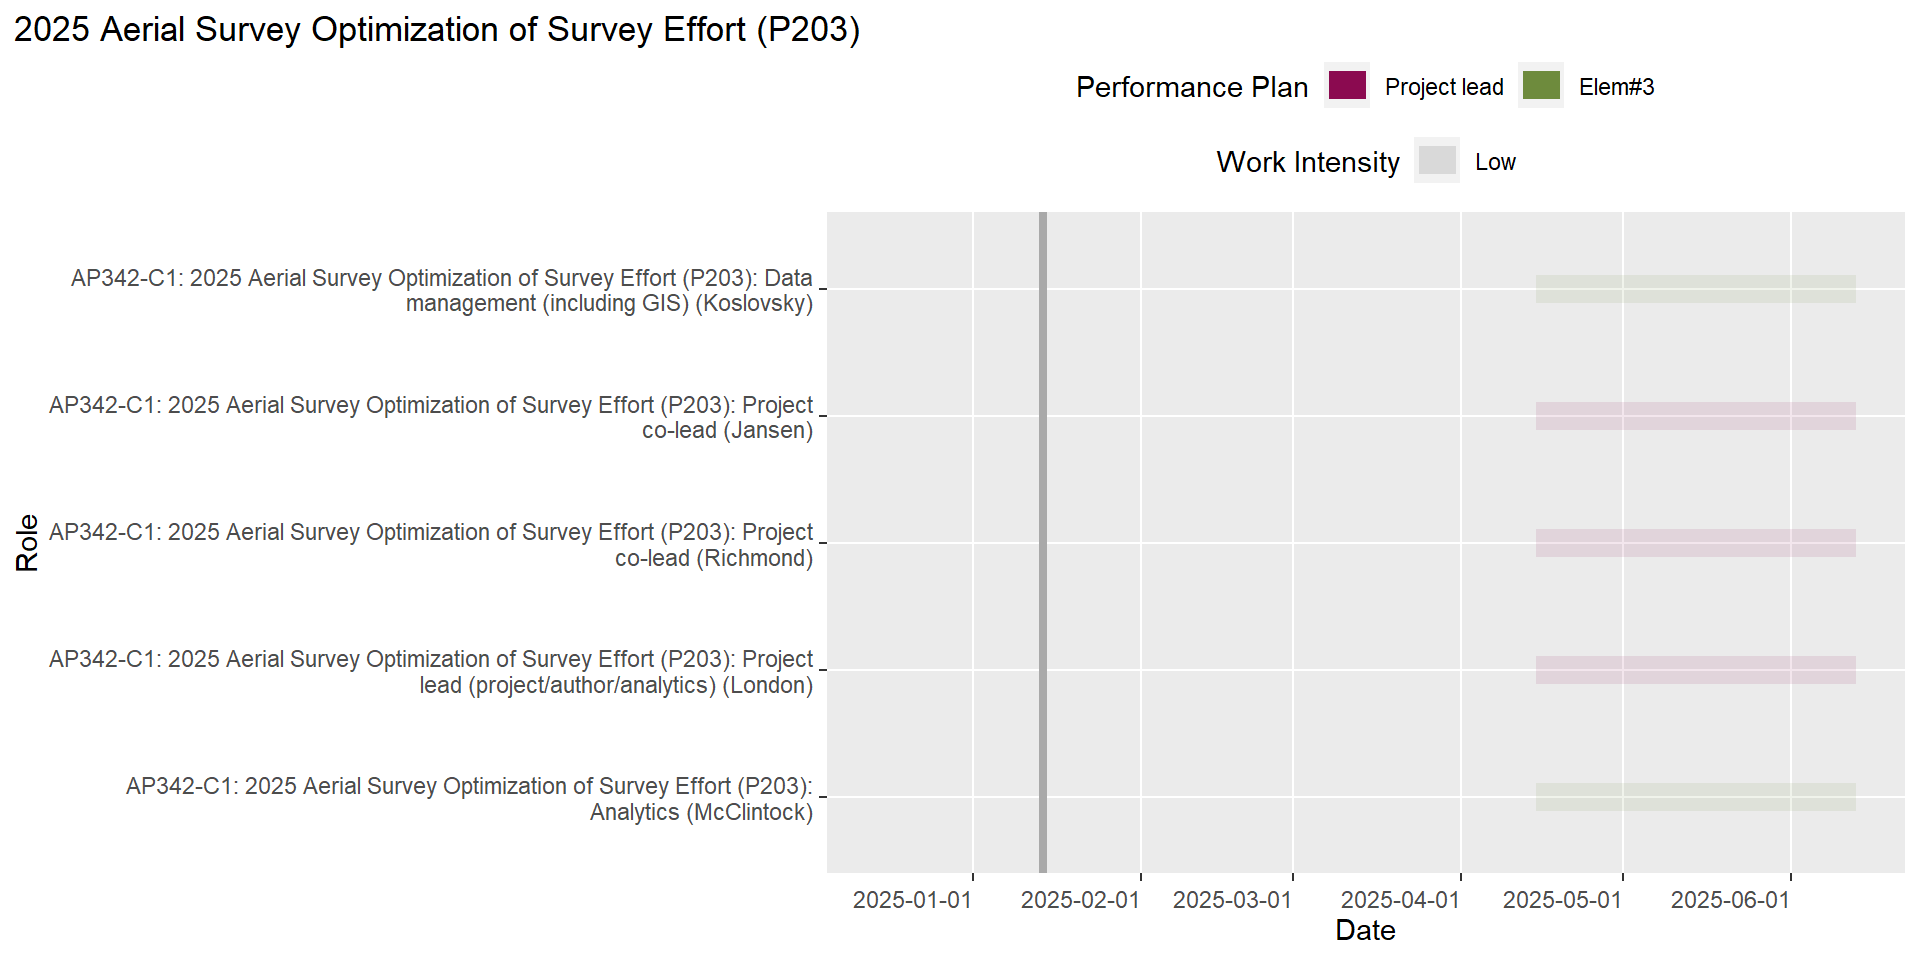 2025 Aerial Survey Optimization of Survey Effort (P203)
Performance Plan Project lead Elem#3
Work Intensity Low
AP342-C1: 2025 Aerial Survey Optimization of Survey Effort (P203): Data
management (including GIS) (Koslovsky)
AP342-C1: 2025 Aerial Survey Optimization of Survey Effort (P203): Project
co-lead (Jansen)
Role
AP342-C1: 2025 Aerial Survey Optimization of Survey Effort (P203): Project
co-lead (Richmond)
AP342-C1: 2025 Aerial Survey Optimization of Survey Effort (P203): Project
lead (project/author/analytics) (London)
AP342-C1: 2025 Aerial Survey Optimization of Survey Effort (P203):
Analytics (McClintock)
2025-01-01 2025-02-01 2025-03-01 2025-04-01 2025-05-01 2025-06-01
Date